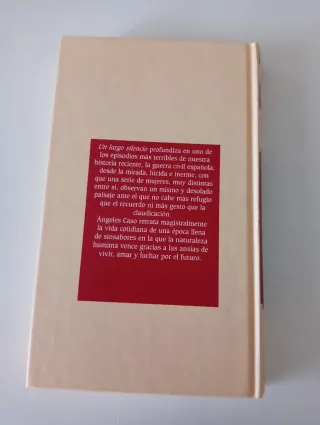 Un largo silencio profundiza en uno de
los episodios más terribles de nuestra
historia reciente, la guerra civil española,
desde la mirada, lúcida e inerme, con
que una serie de mujeres, muy distintas
entre sí, observan un mismo y desolado
paisaje ante el que no cabe más refugio
que el recuerdo ni más gesto que la
claudicación.
Ángeles Caso retrata magistralmente
la vida cotidiana de una época llena
de sinsabores en la que la naturaleza
humana vence gracias a las ansias de
vivir, amar y luchar por el futuro.